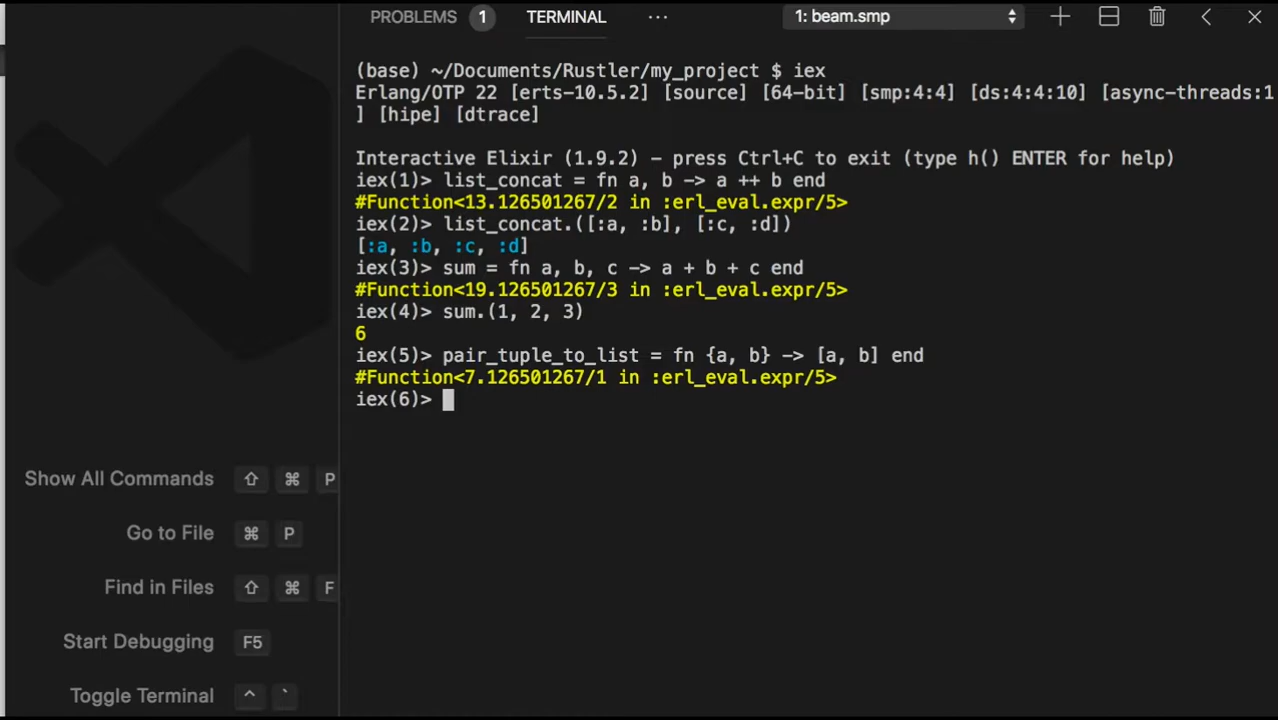 PROBLEMS 1 TERMINAL ··· 1: beam.smp
(base) ~/Documents/Rustler/my_project $ iex
Erlang/OTP 22 [erts-10.5.2] [source] [64-bit] [smp:4:4] [ds:4:4:10] [async-threads:1
] [hipe] [dtrace]
Interactive Elixir (1.9.2) - press Ctrl+C to exit (type h() ENTER for help)
iex(1)> list_concat = fn a, b -> a ++ b end
#Function<13.126501267/2 in :erl_eval.expr/5>
iex(2)> list_concat.([:a, :b], [:c, :d])
[:a, :b, :c, :d]
iex(3)> sum = fn a, b, c -> a + b + c end
#Function<19.126501267/3 in :erl_eval.expr/5>
iex(4)> sum.(1, 2, 3)
6
iex(5)> pair_tuple_to_list = fn {a, b} -> [a, b] end
#Function<7.126501267/1 in :erl_eval.expr/5>
iex(6)>
Show All Commands ⇧ ⌘ P
Go to File ⌘ P
Find in Files ⇧ ⌘ F
Start Debugging F5
Toggle Terminal ^ `